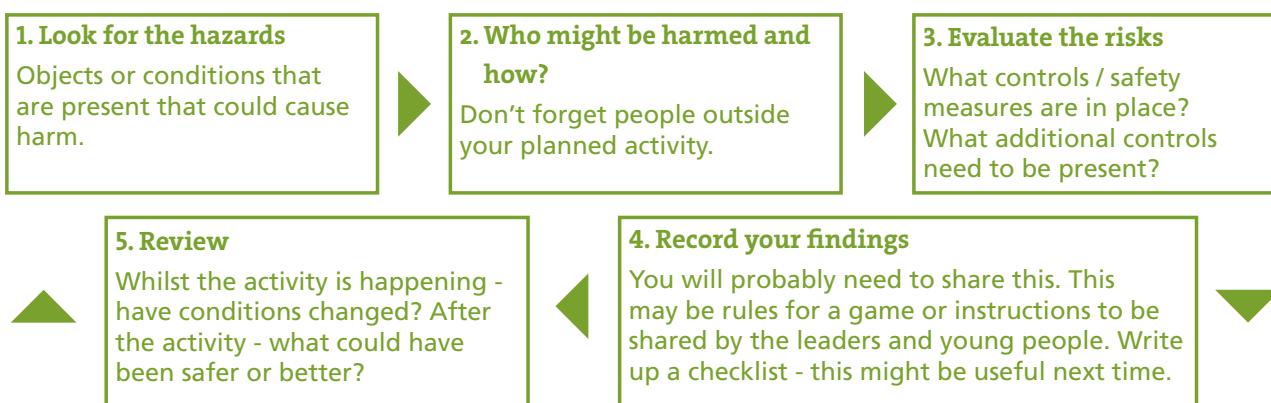 1. Look for the hazards
Objects or conditions that
are present that could cause
harm.
2. Who might be harmed and
how?
Don’t forget people outside
your planned activity.
3. Evaluate the risks
What controls / safety
measures are in place?
What additional controls
need to be present?
4. Record your findings
You will probably need to share this. This
may be rules for a game or instructions to be
shared by the leaders and young people. Write
up a checklist - this might be useful next time.
5. Review
Whilst the activity is happening -
have conditions changed? After
the activity - what could have
been safer or better?